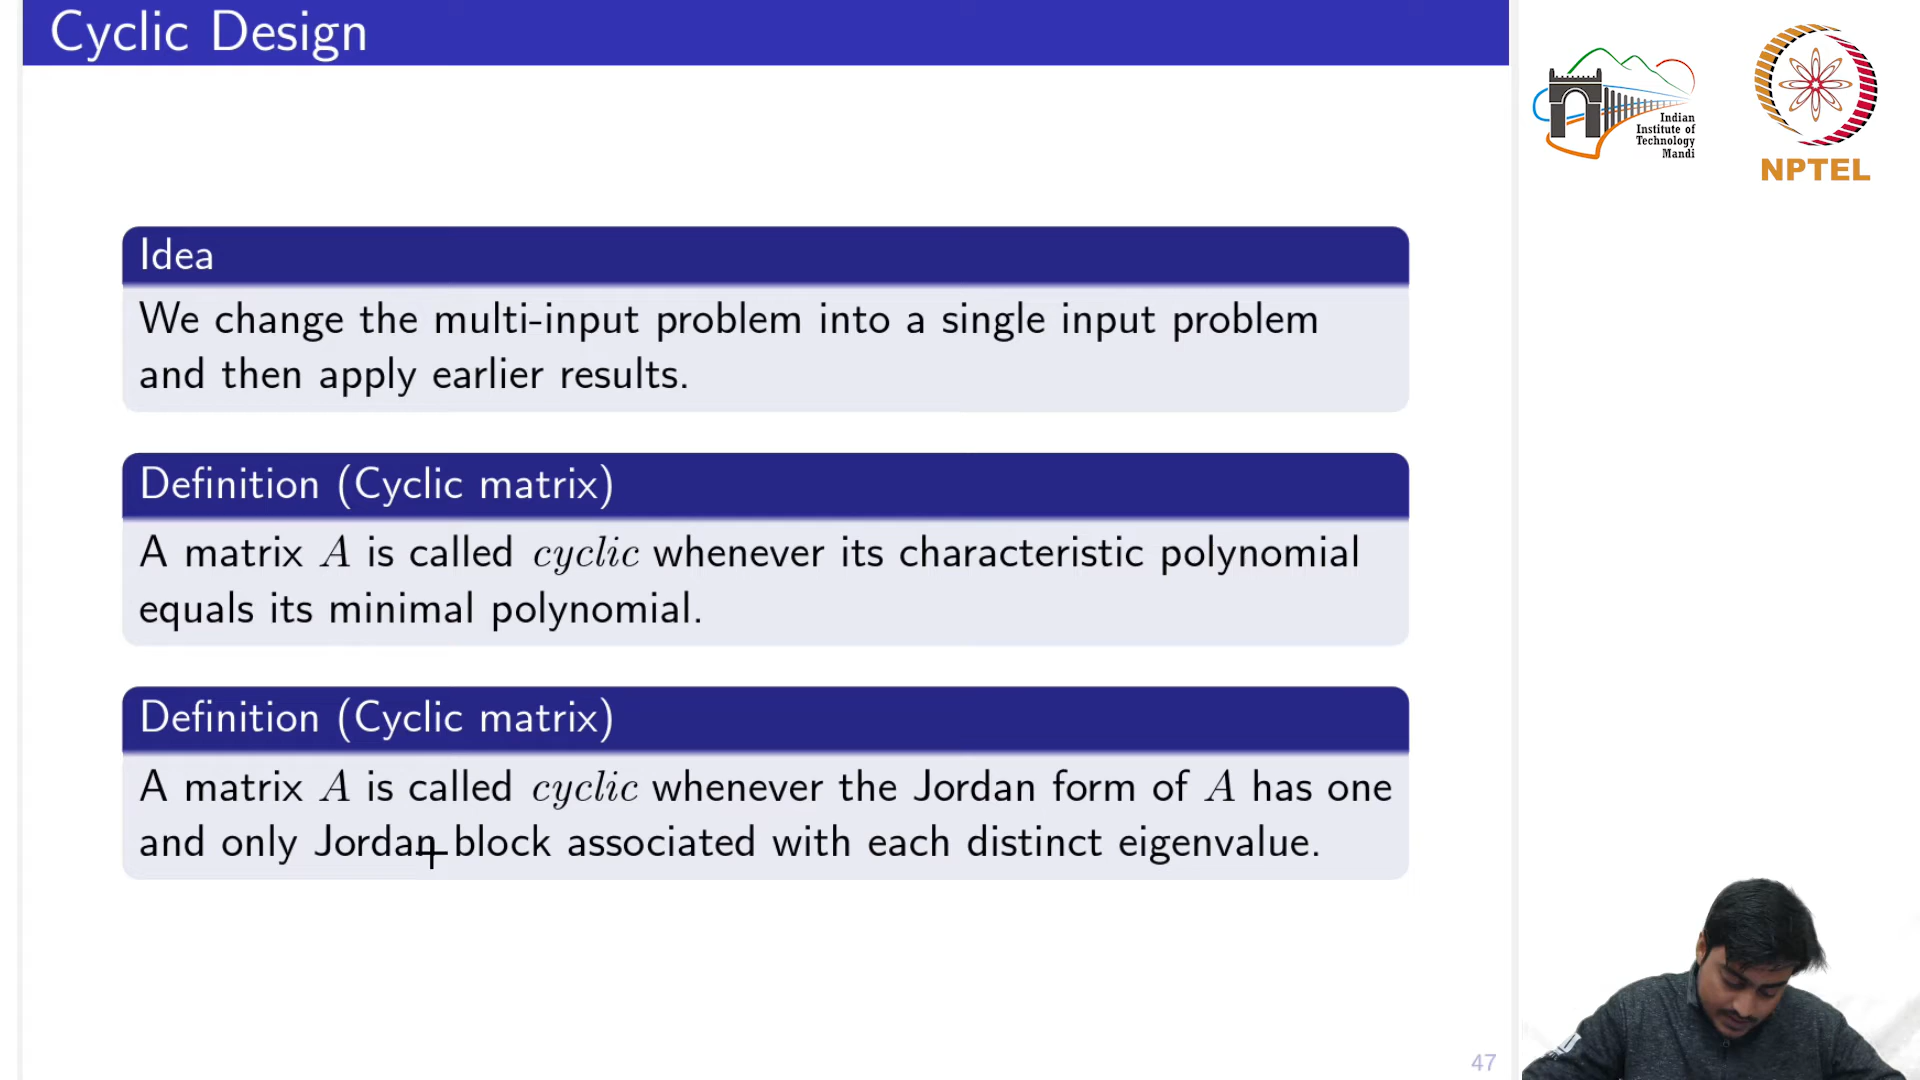 Cyclic Design
Indian
Institute of
Technology
Mandi
NPTEL
Idea
We change the multi-input problem into a single input problem
and then apply earlier results.
Definition (Cyclic matrix)
A matrix A is called cyclic whenever its characteristic polynomial
equals its minimal polynomial.
Definition (Cyclic matrix)
A matrix A is called cyclic whenever the Jordan form of A has one
and only Jordan block associated with each distinct eigenvalue.
47